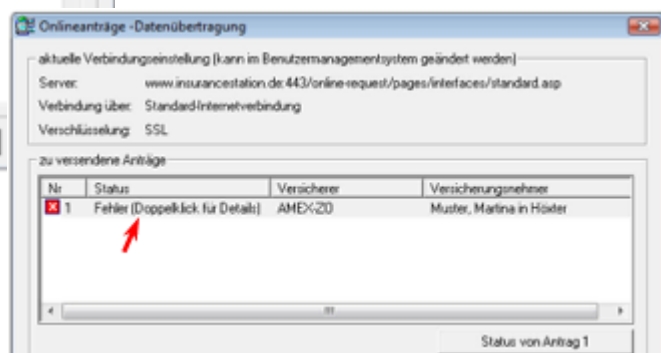 Onlineanträge -Datenübertragung
aktuelle Verbindungseinstellung (kann im Benutzermanagementsystem geändert werden)
Server: www.insurancestation.de:443/online-request/pages/interfaces/standard.asp
Verbindung über: Standard-Internetverbindung
Verschlüsselung: SSL
zu versendene Anträge
Nr Status Versicherer Versicherungsnehmer
1 Fehler (Doppelklick für Details) AMEX-ZO Muster, Martina in Höxter
Status von Antrag 1